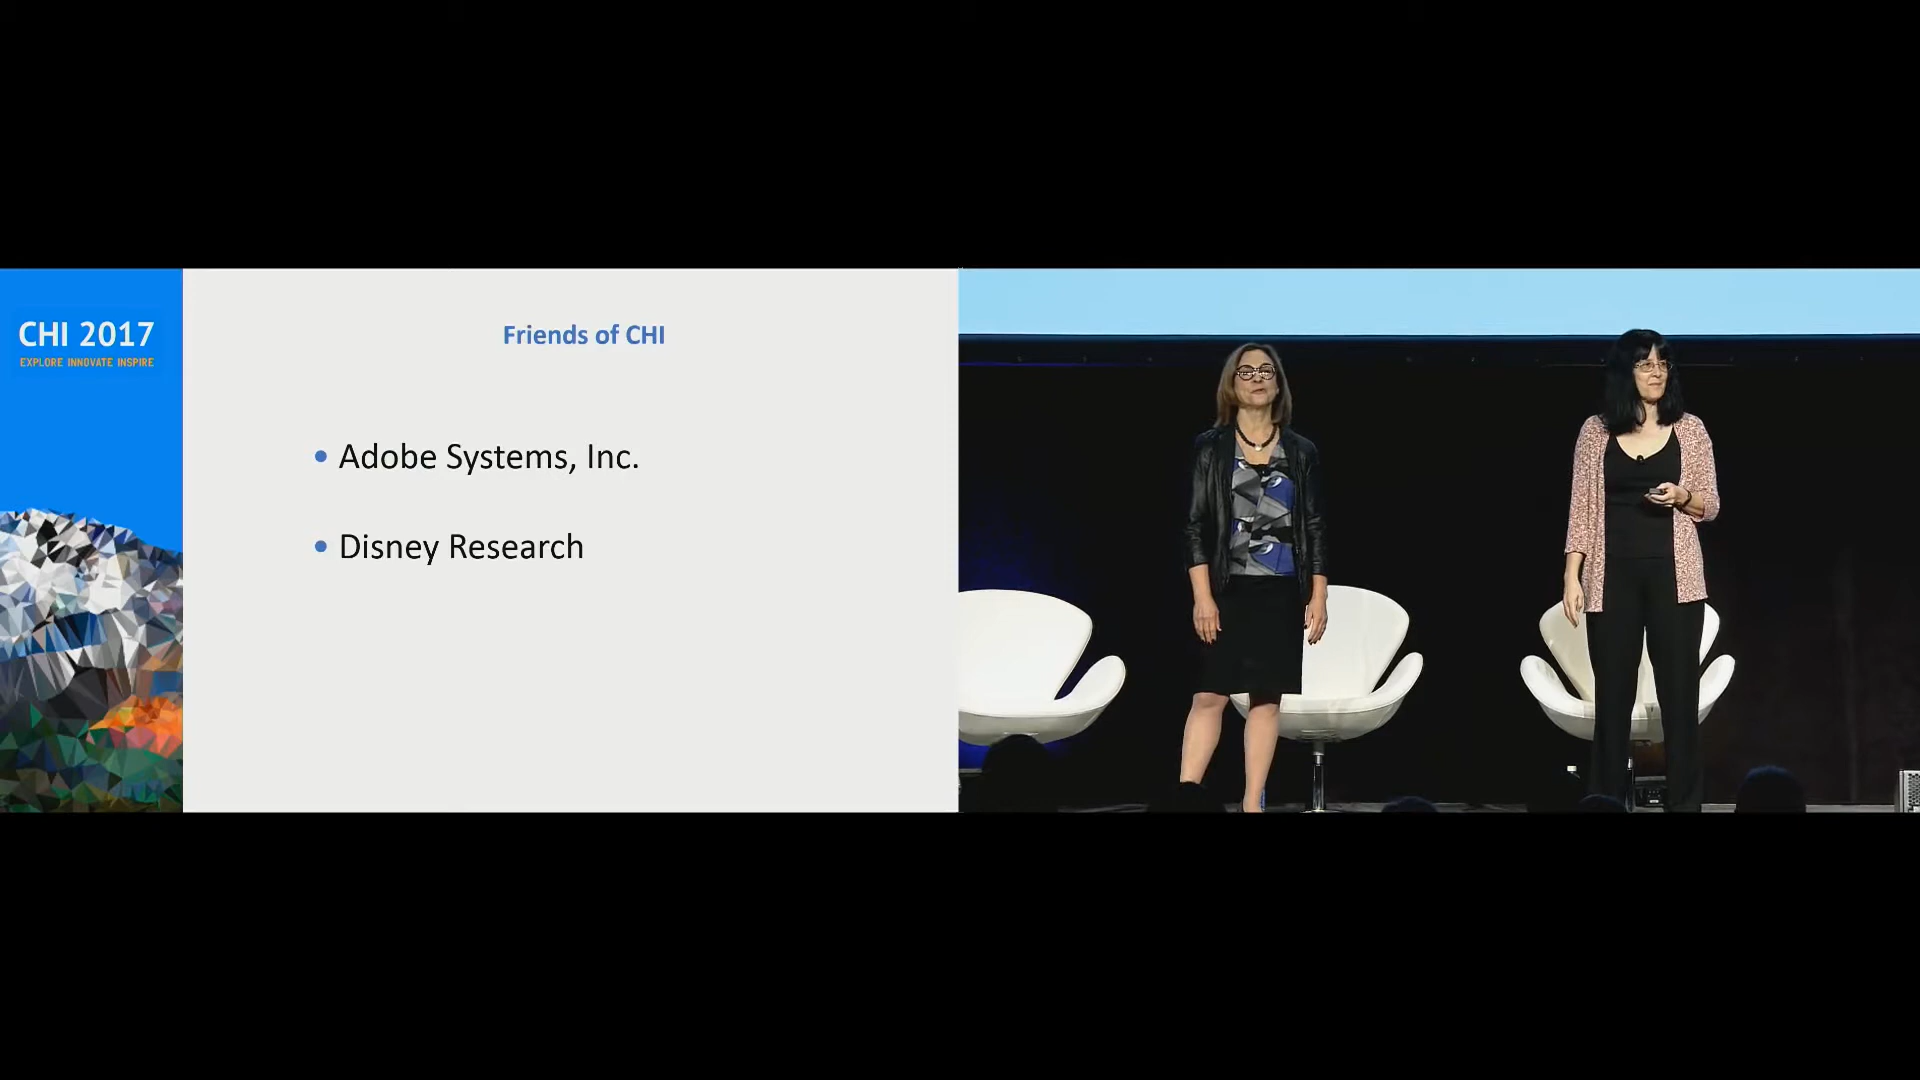 CHI 2017
EXPLORE INNOVATE INSPIRE
Friends of CHI
• Adobe Systems, Inc.
• Disney Research